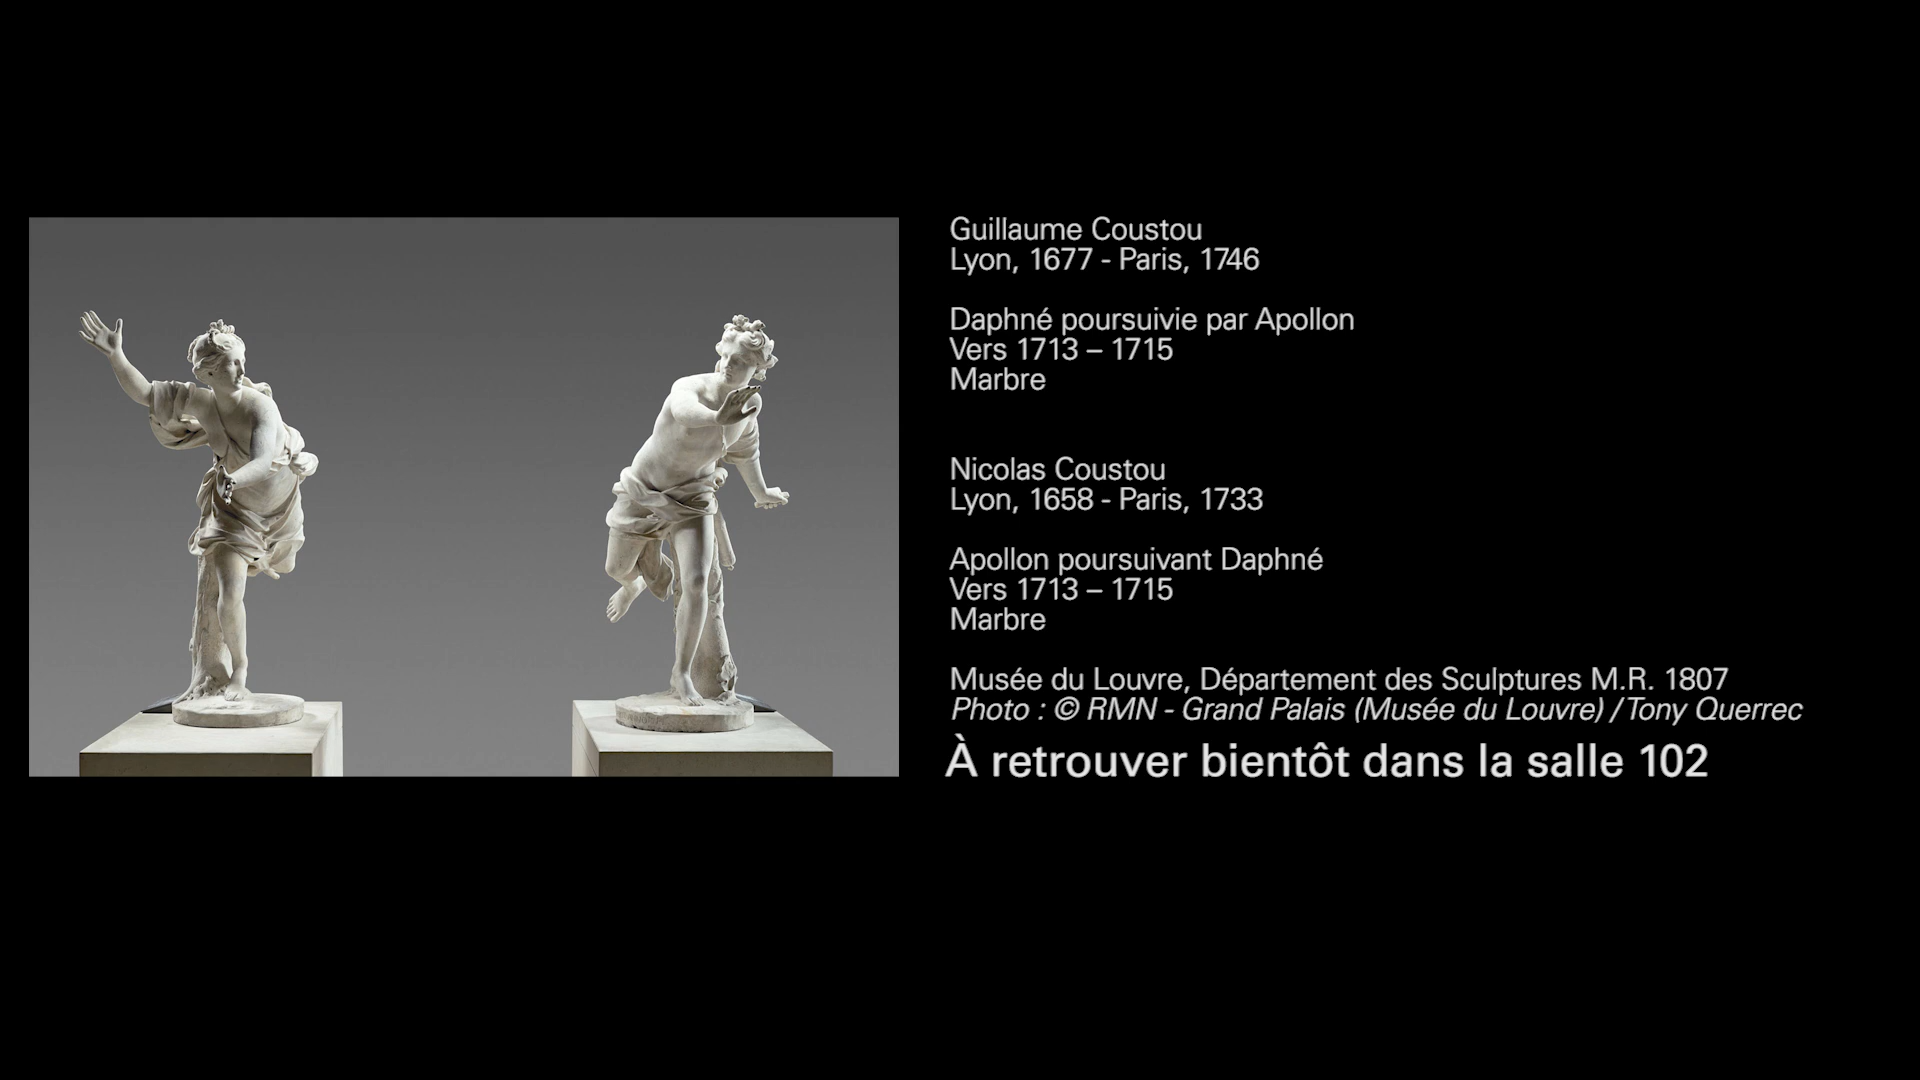 Guillaume Coustou
Lyon, 1677 - Paris, 1746
Daphné poursuivie par Apollon
Vers 1713 – 1715
Marbre
Nicolas Coustou
Lyon, 1658 - Paris, 1733
Apollon poursuivant Daphné
Vers 1713 – 1715
Marbre
Musée du Louvre, Département des Sculptures M.R. 1807
Photo : © RMN - Grand Palais (Musée du Louvre) / Tony Querrec
À retrouver bientôt dans la salle 102